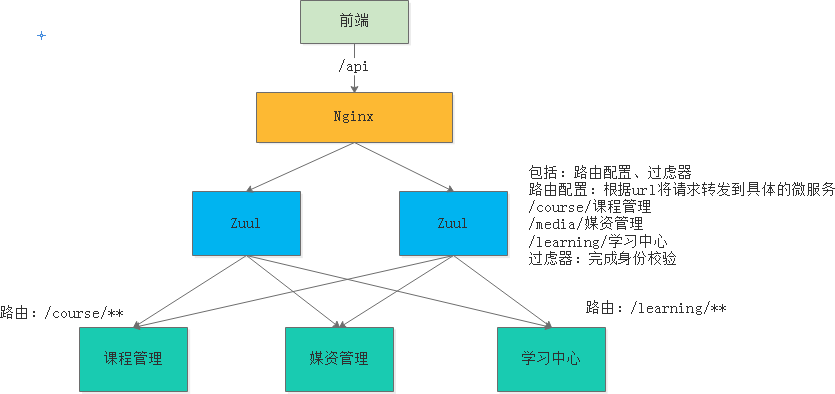 前端
/api
Nginx
包括：路由配置、过虑器
路由配置：根据url将请求转发到具体的微服务
/course/课程管理
/media/媒资管理
/learning/学习中心
过虑器：完成身份校验
Zuul
Zuul
路由：/course/**
路由：/learning/**
课程管理
媒资管理
学习中心